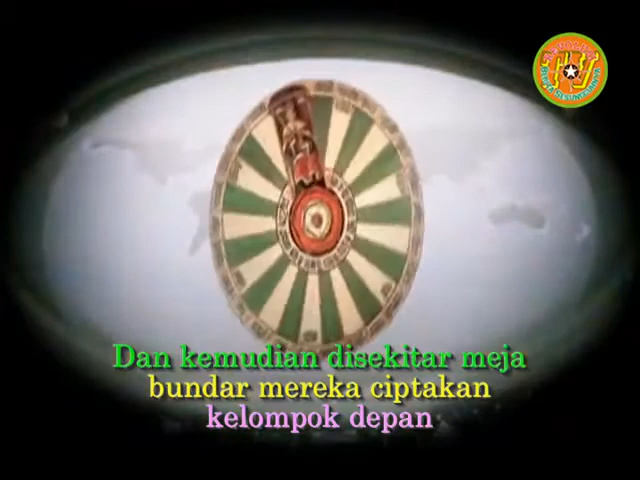 Dan kemudian disekitar meja
bundar mereka ciptakan
kelompok depan